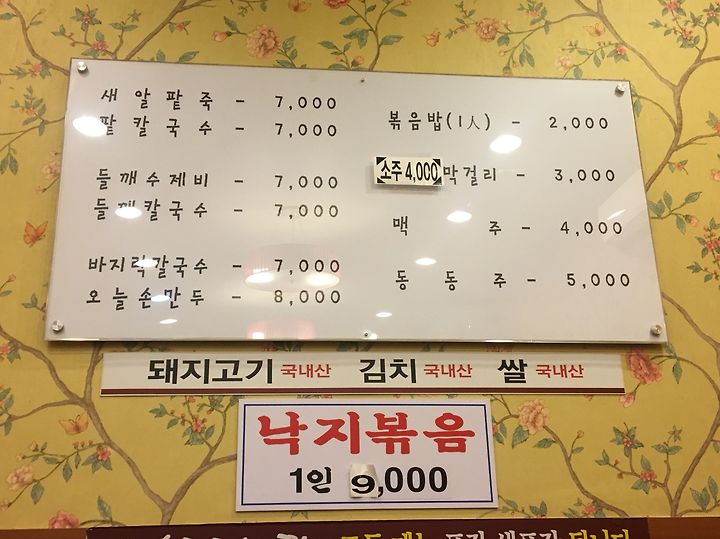 새 알 팥 죽 - 7,000
팥 칼 국 수 - 7,000
들 깨 수 제 비 - 7,000
들 깨 칼 국 수 - 7,000
바 지 락 칼 국 수 - 7,000
오 늘 손 만 두 - 8,000
볶 음 밥 (1人) - 2,000
소주 4,000 막 걸 리 - 3,000
맥 주 - 4,000
동 동 주 - 5,000
돼지고기 국내산 김치 국내산 쌀 국내산
낙지볶음
1인 9,000